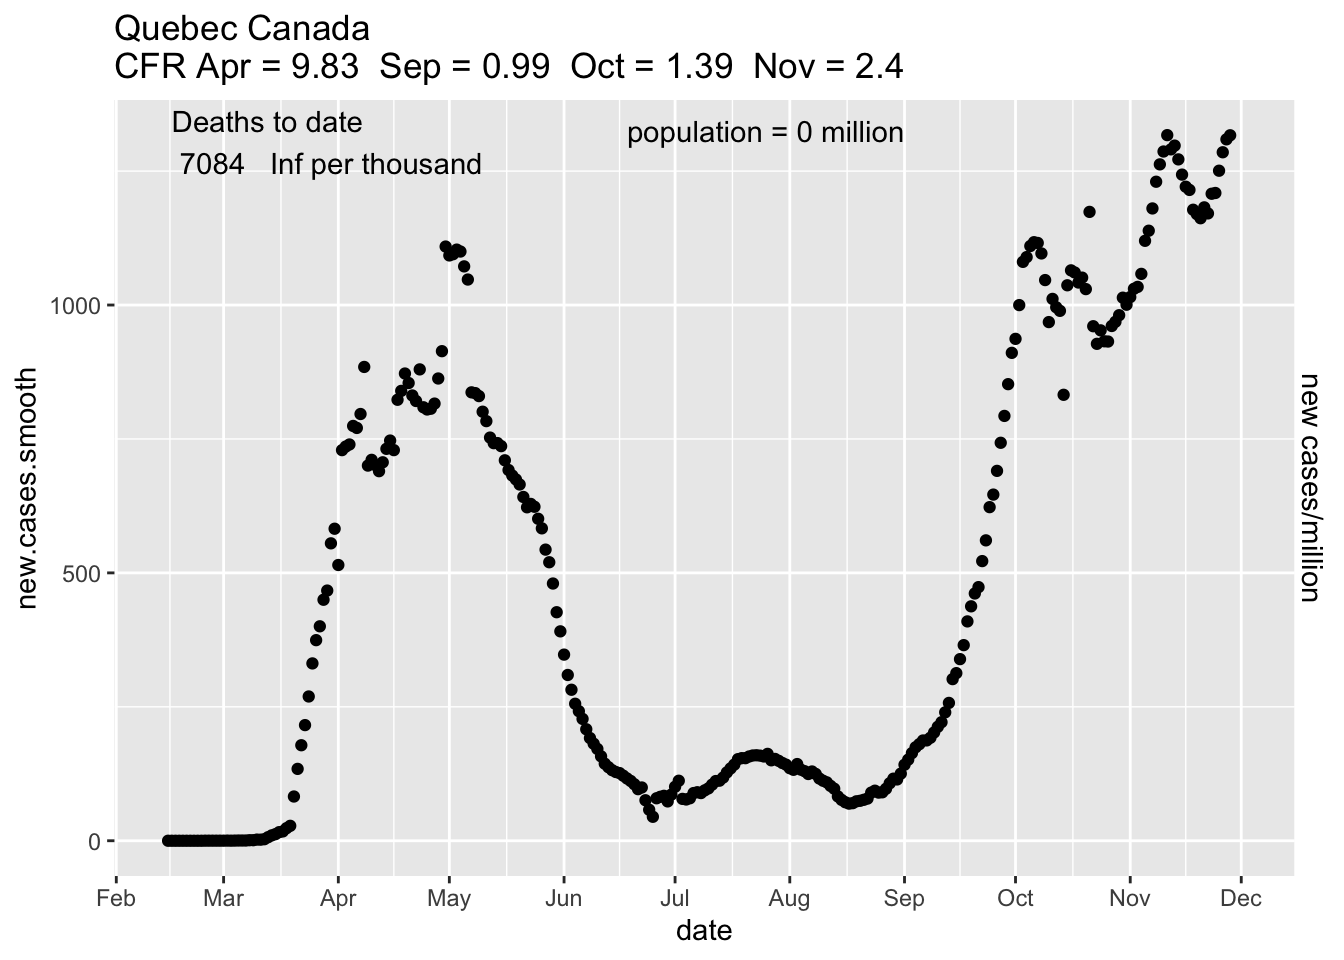 Quebec Canada
CFR Apr = 9.83  Sep = 0.99  Oct = 1.39  Nov = 2.4
Deaths to date
7084   Inf per thousand
population = 0 million
new.cases.smooth
1000
500
0
new cases/million
Feb Mar Apr May Jun Jul Aug Sep Oct Nov Dec
date